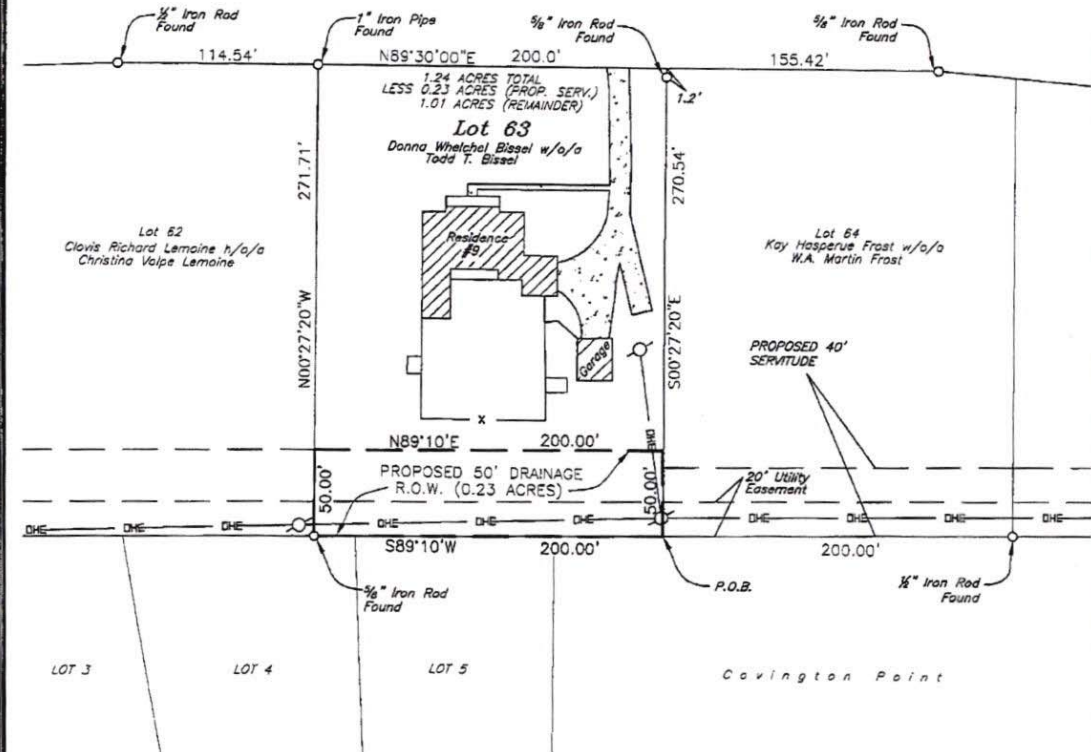 ½" Iron Rod
Found
1" Iron Pipe
Found
⅝" Iron Rod
Found
⅝" Iron Rod
Found
114.54'
N89°30'00"E 200.0'
155.42'
1.24 ACRES TOTAL
LESS 0.23 ACRES (PROP. SERV.)
1.01 ACRES (REMAINDER)
1.2'
Lot 63
Donna Whelchel Bissel w/o/a
Todd T. Bissel
271.71'
270.54'
Lot 62
Clovis Richard Lemoine h/o/a
Christina Volpe Lemoine
Residence
#9
Lot 64
Kay Hasperue Frost w/o/a
W.A. Martin Frost
N00°27'20"W
S00°27'20"E
PROPOSED 40'
SERVITUDE
Garage
X
N89°10'E 200.00'
OHE
50.00'
PROPOSED 50' DRAINAGE
R.O.W. (0.23 ACRES)
50.00'
20' Utility
Easement
OHE OHE OHE OHE OHE OHE OHE OHE OHE OHE
S89°10'W 200.00'
200.00'
⅝" Iron Rod
Found
P.O.B.
½" Iron Rod
Found
LOT 3
LOT 4
LOT 5
Covington Point